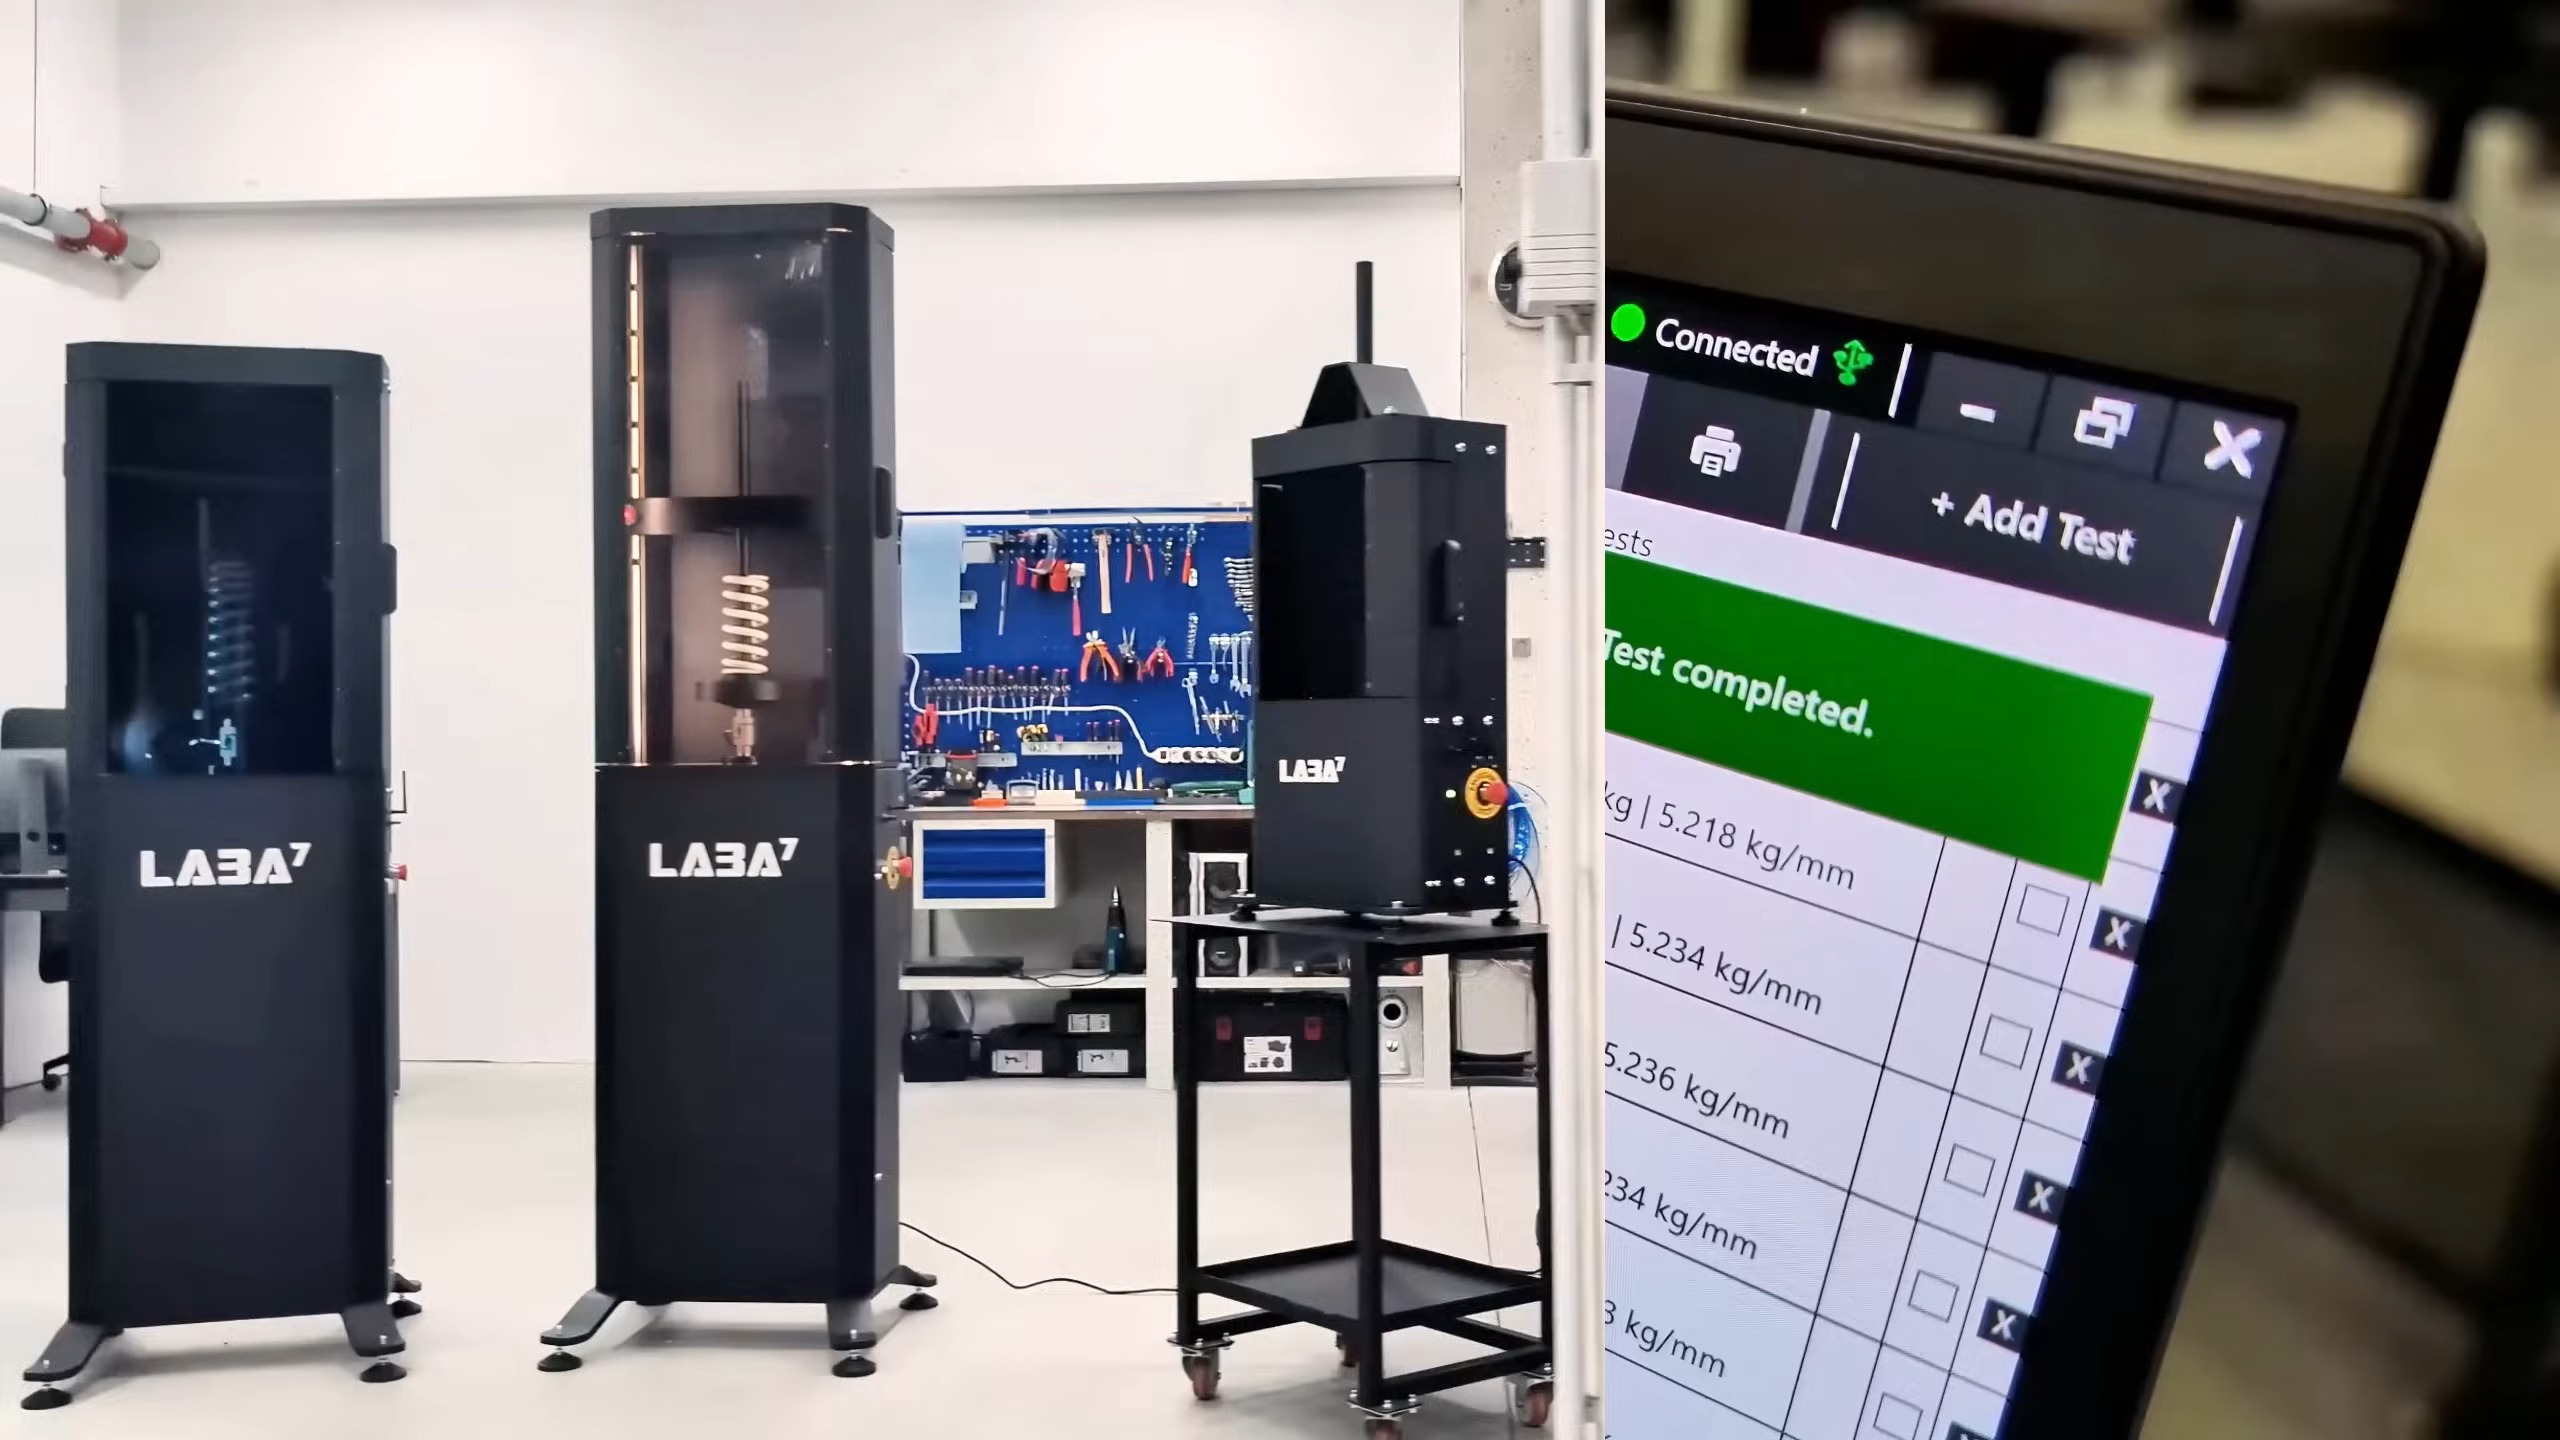 LABA7
LABA7
LABA7
Connected
+ Add Test
ests
Test completed.
kg | 5.218 kg/mm
| 5.234 kg/mm
5.236 kg/mm
234 kg/mm
3 kg/mm